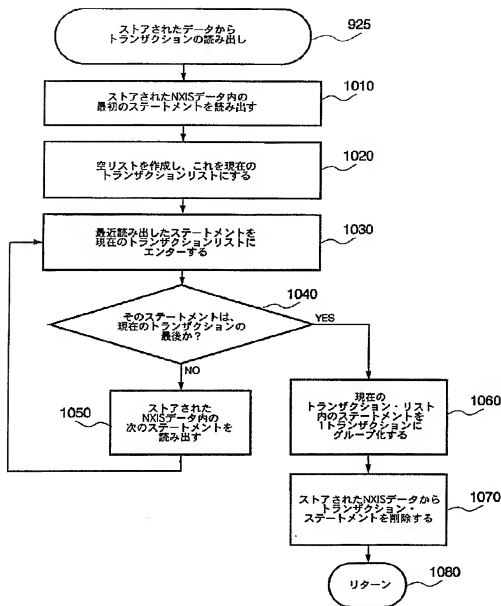 ストアされたデータから
トランザクションの読み出し
925
ストアされたNXISデータ内の
最初のステートメントを読み出す
1010
空リストを作成し、これを現在の
トランザクションリストにする
1020
最近読み出したステートメントを
現在のトランザクションリストに
エンターする
1030
そのステートメントは、
現在のトランザクションの
最後か?
1040
YES
NO
1050
ストアされた
NXISデータ内の
次のステートメントを
読み出す
現在の
トランザクション・リスト
内のステートメントを
1トランザクションに
グループ化する
1060
ストアされたNXISデータから
トランザクション・
ステートメントを削除する
1070
リターン
1080